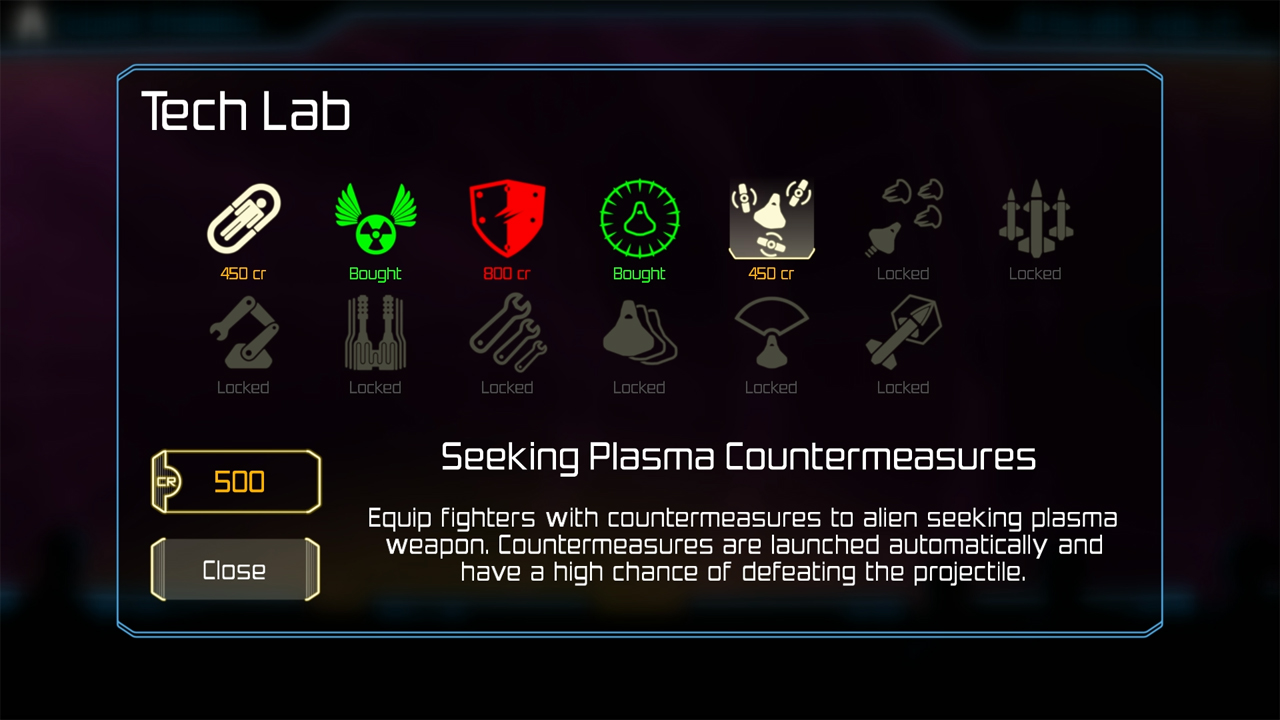 Tech Lab
450 cr Bought 800 cr Bought 450 cr Locked Locked
Locked Locked Locked Locked Locked Locked
Seeking Plasma Countermeasures
CR 500
Equip fighters with countermeasures to alien seeking plasma
weapon. Countermeasures are launched automatically and
have a high chance of defeating the projectile.
Close